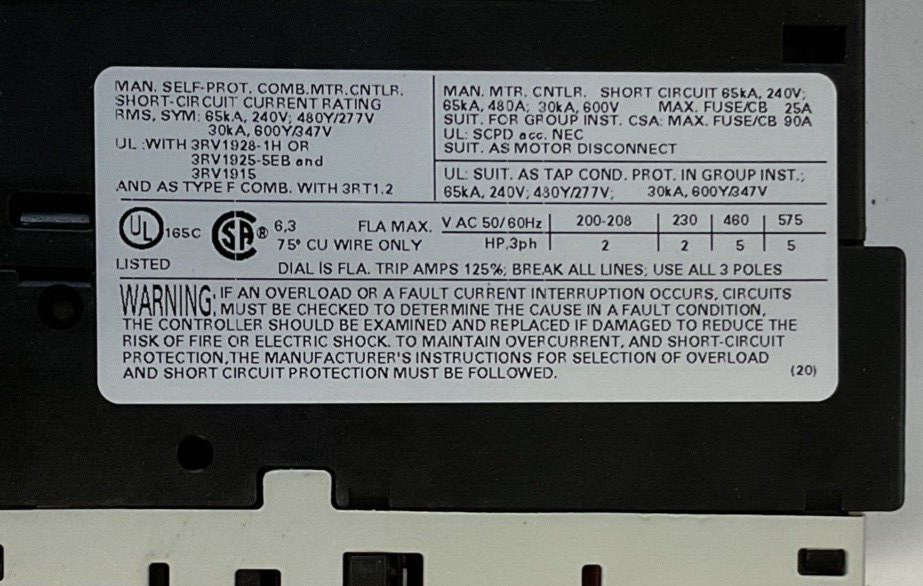 MAN. SELF-PROT. COMB.MTR.CNTLR.
SHORT-CIRCUIT CURRENT RATING
RMS, SYM: 65kA, 240V; 480Y/277V
30kA, 600Y/347V
UL :WITH 3RV1928-1H OR
3RV1925-5EB and
3RV1915
AND AS TYPE F COMB. WITH 3RT1.2
MAN. MTR. CNTLR. SHORT CIRCUIT 65kA, 240V;
65kA, 480A; 30kA, 600V MAX. FUSE/CB 25A
SUIT. FOR GROUP INST. CSA: MAX. FUSE/CB 90A
UL: SCPD acc. NEC
SUIT. AS MOTOR DISCONNECT
UL: SUIT. AS TAP COND. PROT. IN GROUP INST.;
65kA, 240V; 480Y/277V; 30kA, 600Y/347V
UL 165C SA ® 6,3 FLA MAX. V AC 50/60Hz 200-208 230 460 575
75° CU WIRE ONLY HP,3ph 2 2 5 5
LISTED DIAL IS FLA. TRIP AMPS 125%; BREAK ALL LINES; USE ALL 3 POLES
WARNING: IF AN OVERLOAD OR A FAULT CURRENT INTERRUPTION OCCURS, CIRCUITS
MUST BE CHECKED TO DETERMINE THE CAUSE IN A FAULT CONDITION,
THE CONTROLLER SHOULD BE EXAMINED AND REPLACED IF DAMAGED TO REDUCE THE
RISK OF FIRE OR ELECTRIC SHOCK. TO MAINTAIN OVERCURRENT, AND SHORT-CIRCUIT
PROTECTION,THE MANUFACTURER'S INSTRUCTIONS FOR SELECTION OF OVERLOAD
AND SHORT CIRCUIT PROTECTION MUST BE FOLLOWED. (20)